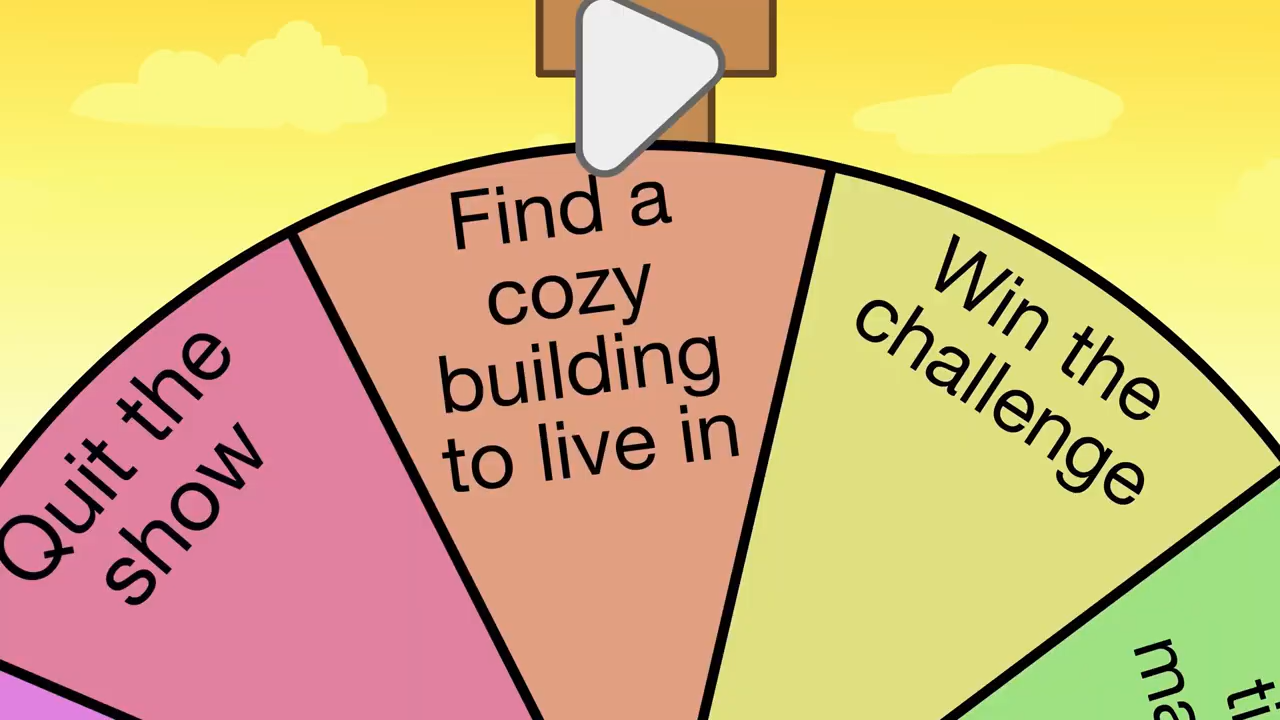 Quit the
show
Find a
cozy
building
to live in
Win the
challenge